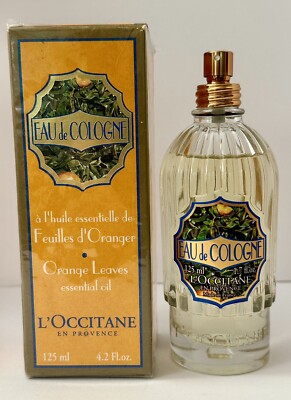 EAU de COLOGNE
à l'huile essentielle de
Feuilles d'Oranger
Orange Leaves
essential oil
L'OCCITANE
EN PROVENCE
125 ml 4.2 Fl.oz.
EAU de COLOGNE
125 ml
L'OCCITANE
EN PROVENCE